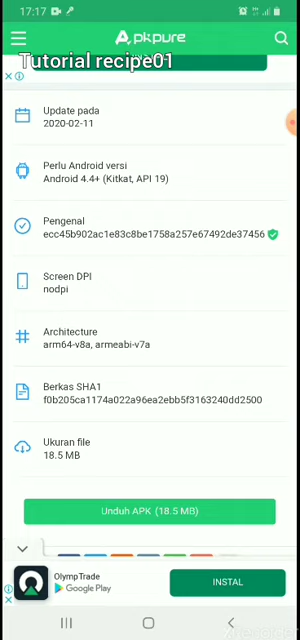 17:17
Apkpure
Tutorial recipe01
Update pada
2020-02-11
Perlu Android versi
Android 4.4+ (Kitkat, API 19)
Pengenal
ecc45b902ac1e83c8be1758a257e67492de37456
Screen DPI
nodpi
Architecture
arm64-v8a, armeabi-v7a
Berkas SHA1
f0b205ca1174a022a96ea2ebb5f3163240dd2500
Ukuran file
18.5 MB
Unduh APK (18.5 MB)
OlympTrade
Google Play
INSTAL